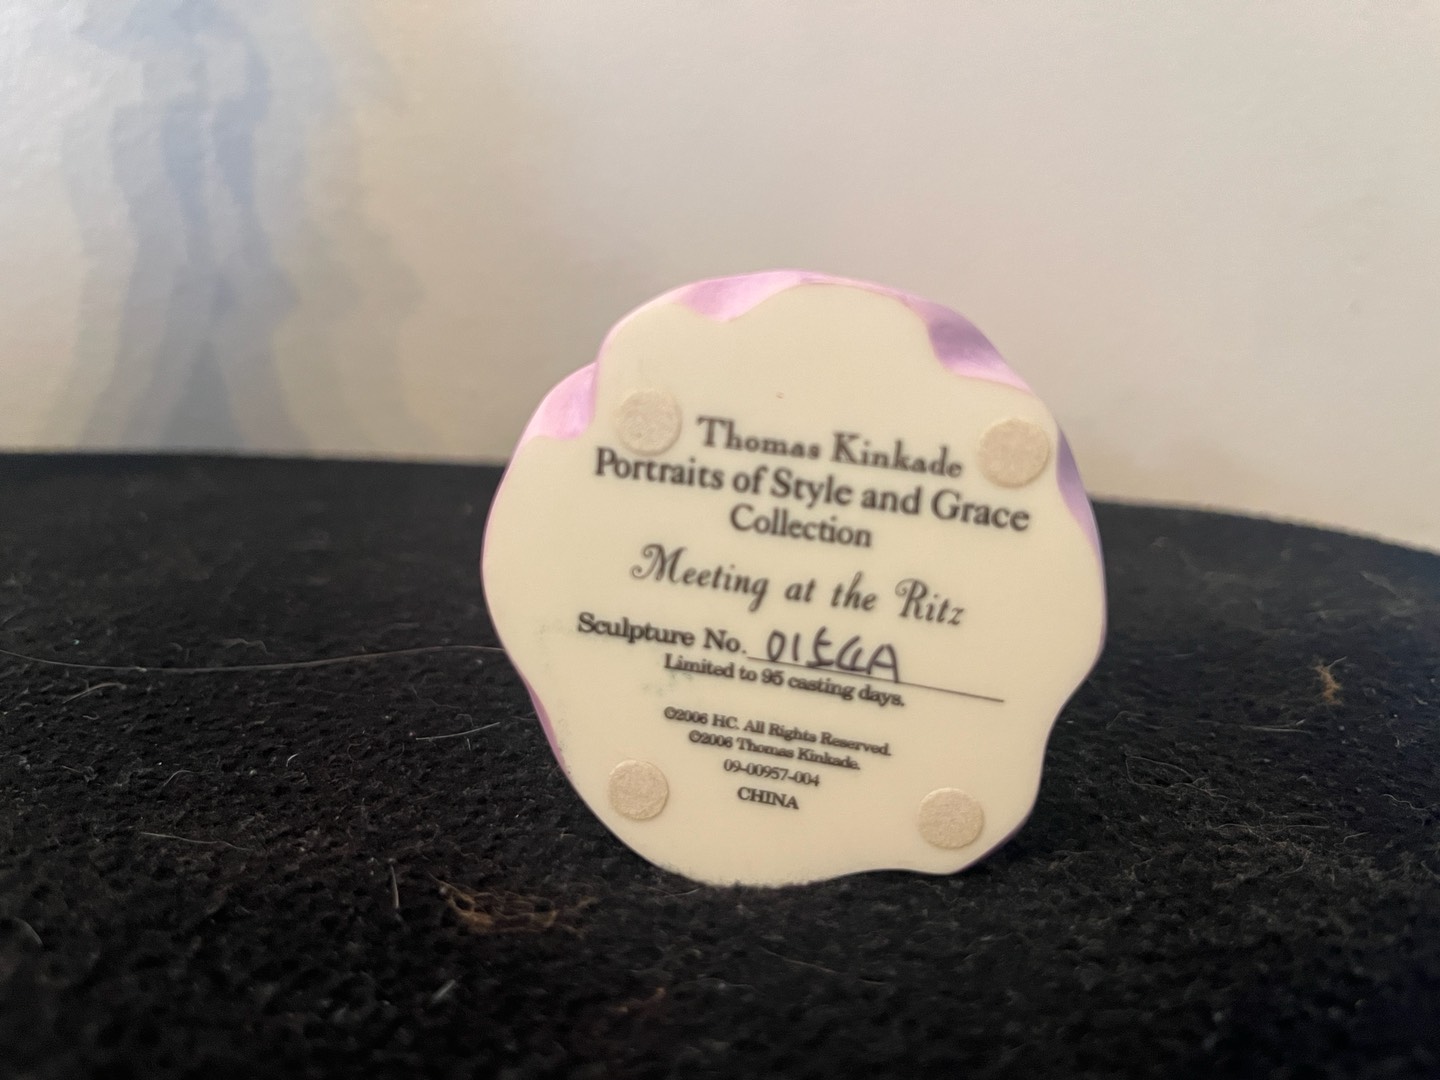 Thomas Kinkade
Portraits of Style and Grace
Collection
Meeting at the Ritz
Sculpture No. 0154A
Limited to 95 casting days.
©2006 HC. All Rights Reserved.
©2006 Thomas Kinkade.
09-00957-004
CHINA